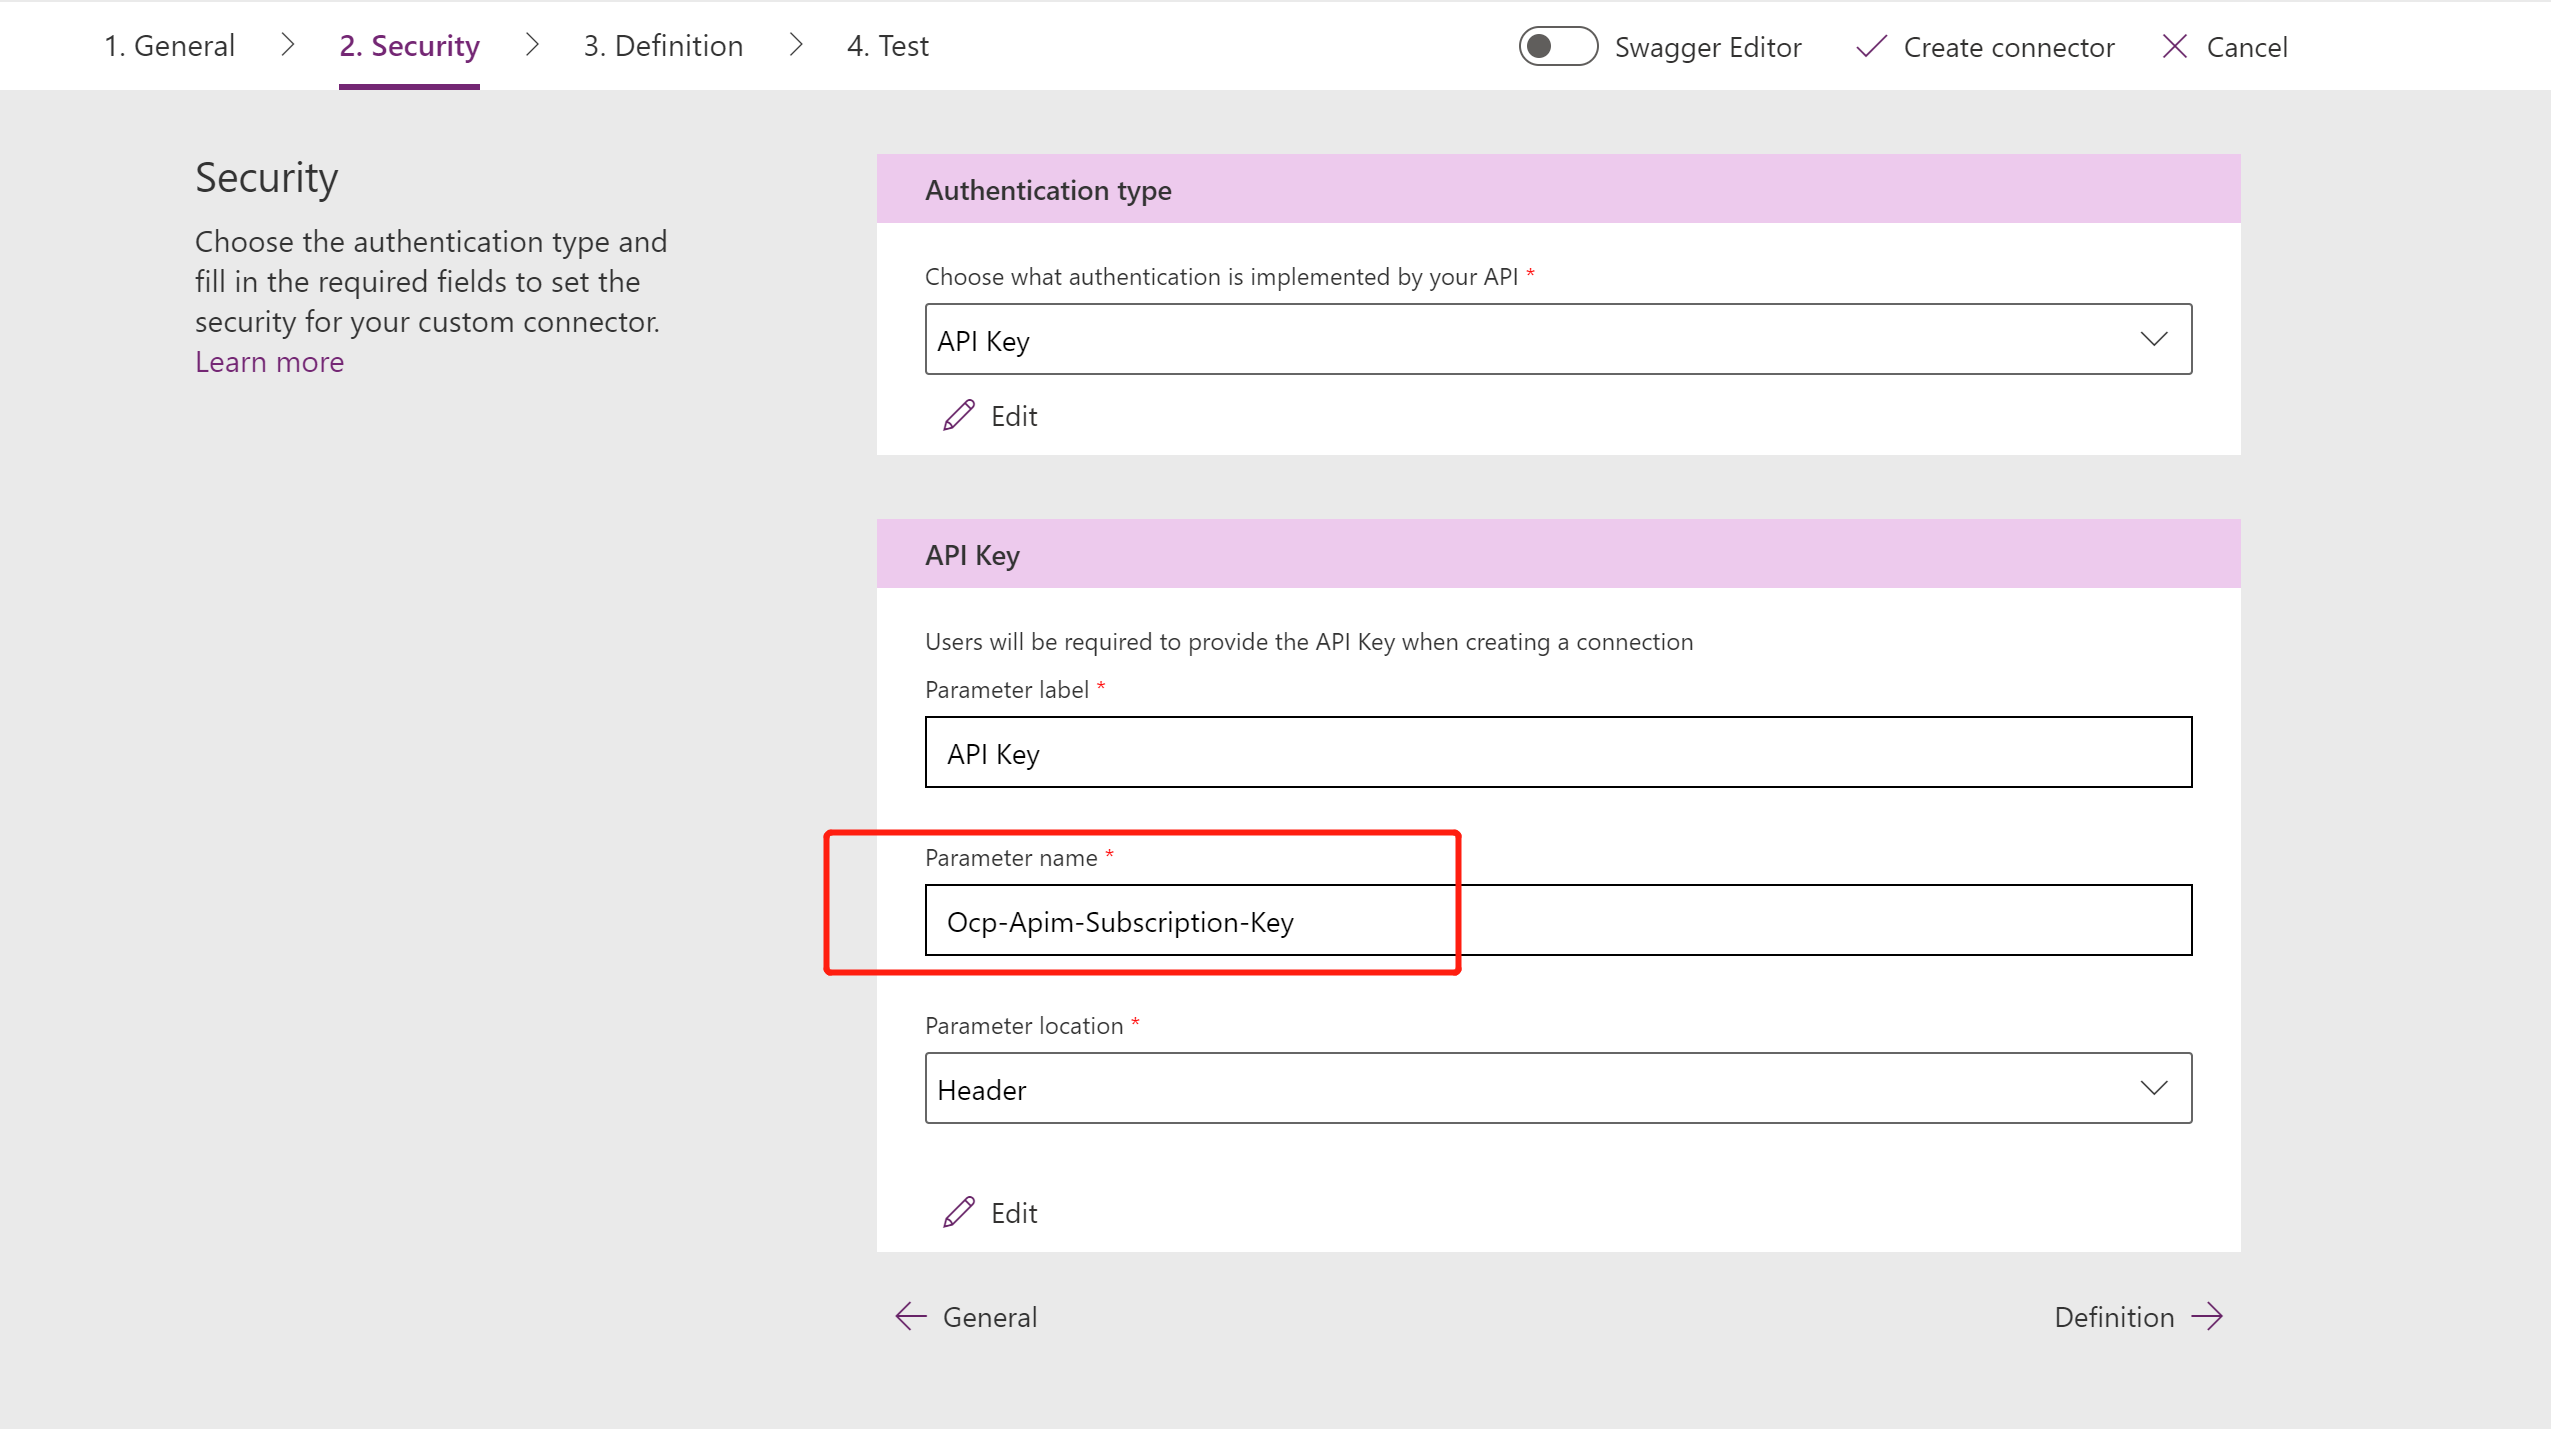 1. General
2. Security
3. Definition
4. Test
Swagger Editor
Create connector
Cancel
Security
Choose the authentication type and
fill in the required fields to set the
security for your custom connector.
Learn more
Authentication type
Choose what authentication is implemented by your API *
API Key
Edit
API Key
Users will be required to provide the API Key when creating a connection
Parameter label *
API Key
Parameter name *
Ocp-Apim-Subscription-Key
Parameter location *
Header
Edit
General
Definition